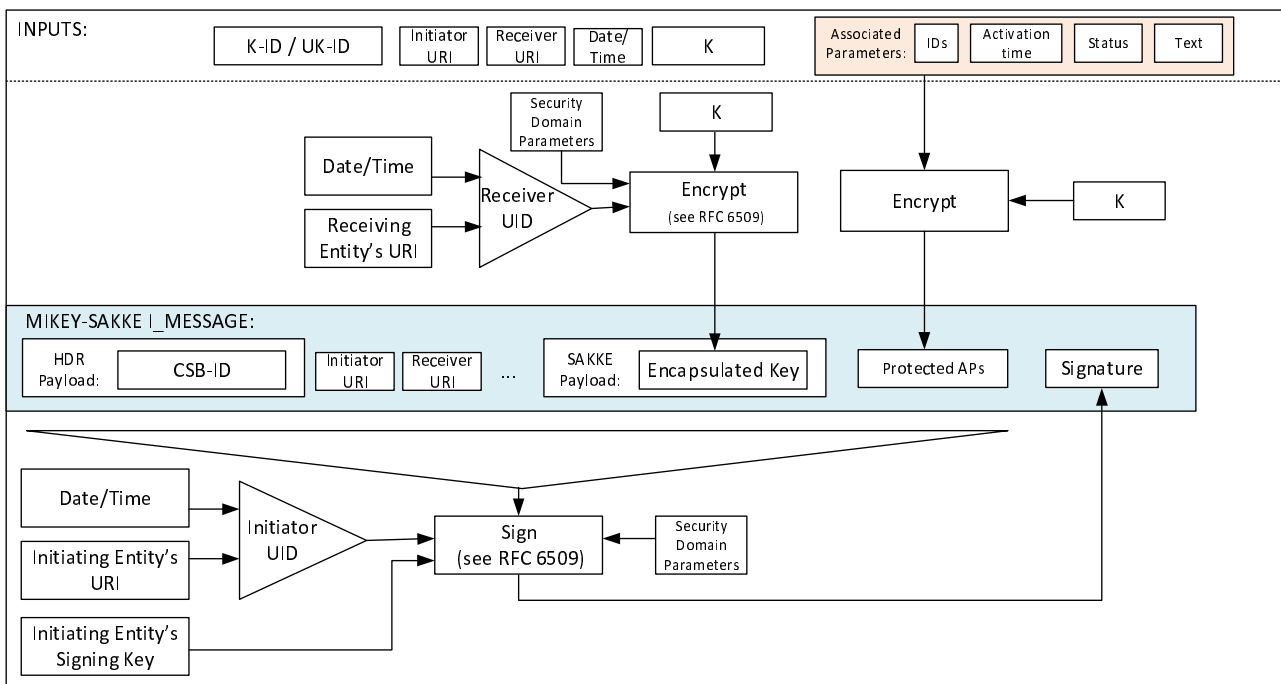 INPUTS:
K-ID / UK-ID
Initiator
URI
Receiver
URI
Date/
Time
K
Associated
Parameters:
IDs
Activation
time
Status
Text
Security
Domain
Parameters
K
Date/Time
Receiving
Entity's URI
Receiver
UID
Encrypt
(see RFC 6509)
Encrypt
K
MIKEY-SAKKE I_MESSAGE:
HDR
Payload:
CSB-ID
Initiator
URI
Receiver
URI
...
SAKKE
Payload:
Encapsulated Key
Protected APs
Signature
Date/Time
Initiating Entity's
URI
Initiator
UID
Sign
(see RFC 6509)
Security
Domain
Parameters
Initiating Entity's
Signing Key